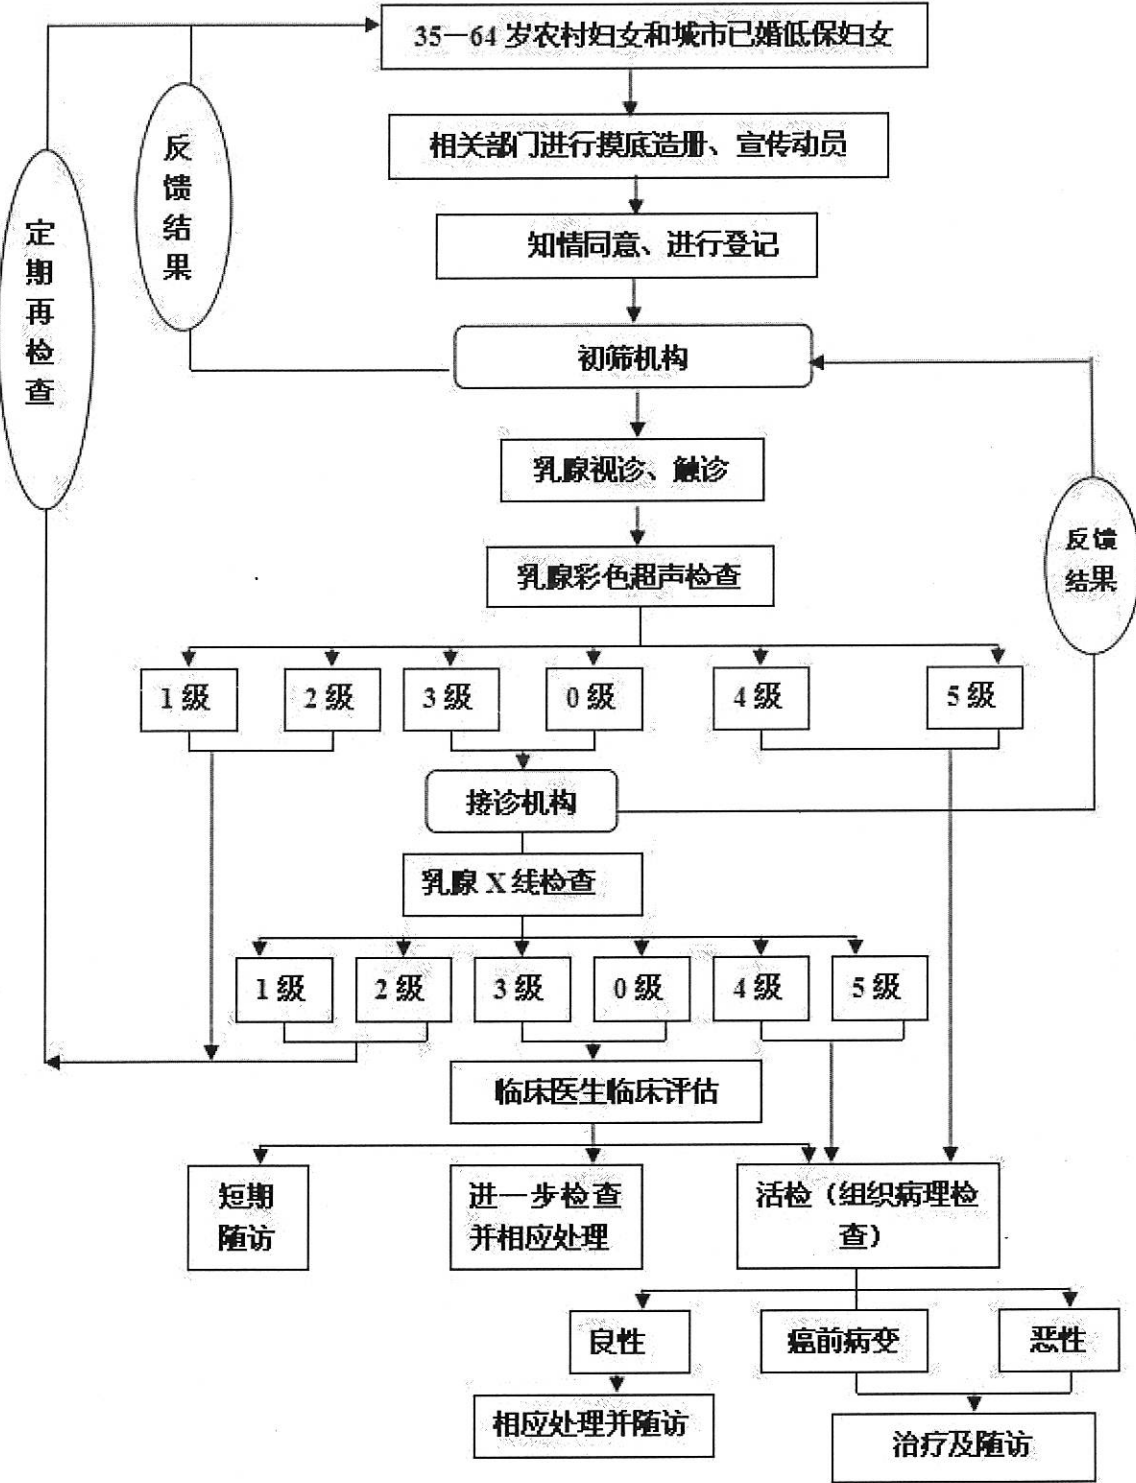 35－64 岁农村妇女和城市已婚低保妇女
相关部门进行摸底造册、宣传动员
知情同意、进行登记
反
馈
结
果
定
期
再
检
查
初筛机构
乳腺视诊、触诊
反馈
结果
乳腺彩色超声检查
1 级
2 级
3 级
0 级
4 级
5 级
接诊机构
乳腺 X 线检查
1 级
2 级
3 级
0 级
4 级
5 级
临床医生临床评估
短期
随访
进一步检查
并相应处理
活检（组织病理检
查）
良性
癌前病变
恶性
相应处理并随访
治疗及随访